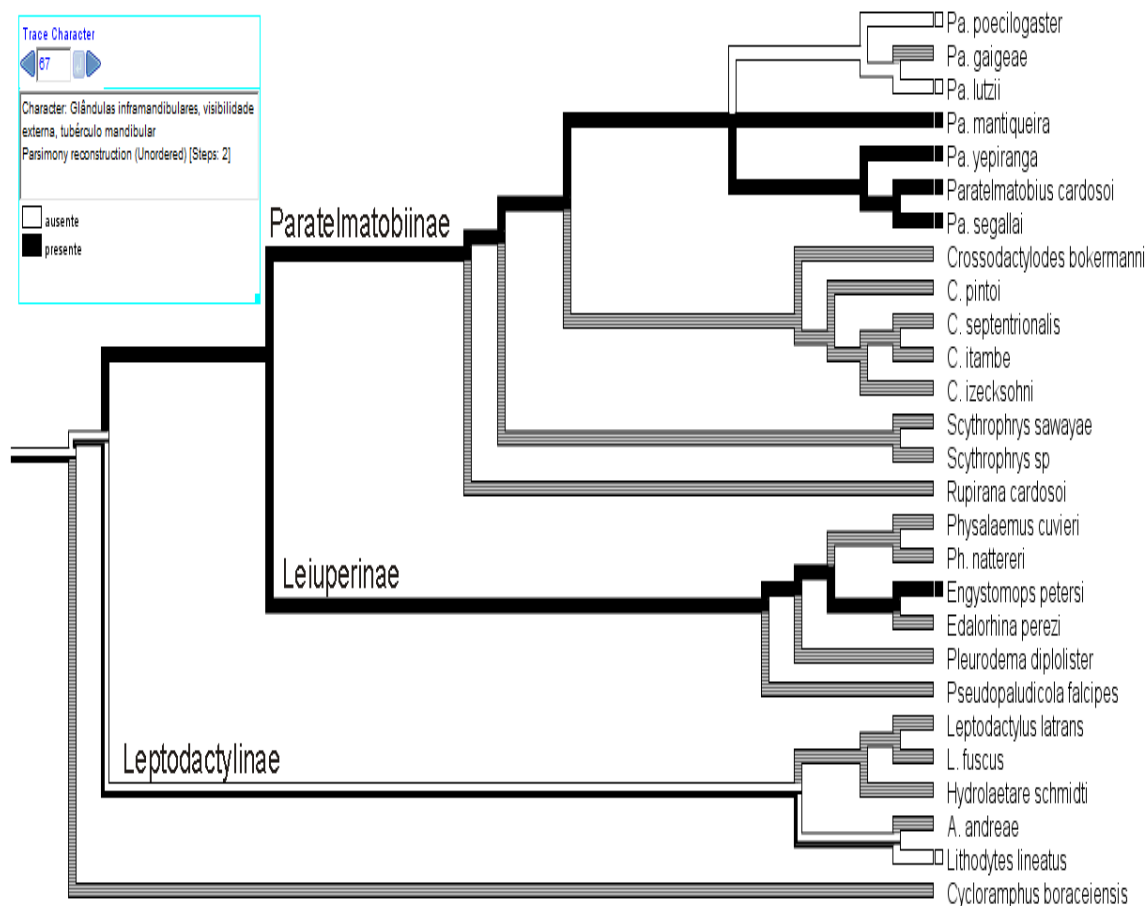 Trace Character
67
Character: Glândulas inframandibulares, visibilidade
externa, tubérculo mandibular
Parsimony reconstruction (Unordered) [Steps: 2]
ausente
presente
Paratelmatobiinae
Leiuperinae
Leptodactylinae
Pa. poecilogaster
Pa. gaigeae
Pa. lutzii
Pa. mantiqueira
Pa. yepiranga
Paratelmatobius cardosoi
Pa. segallai
Crossodactylodes bokermanni
C. pintoi
C. septentrionalis
C. itambe
C. izecksohni
Scythrophrys sawayae
Scythrophrys sp
Rupirana cardosoi
Physalaemus cuvieri
Ph. nattereri
Engystomops petersi
Edalorhina perezi
Pleurodema diplolister
Pseudopaludicola falcipes
Leptodactylus latrans
L. fuscus
Hydrolaetare schmidti
A. andreae
Lithodytes lineatus
Cycloramphus boraceiensis